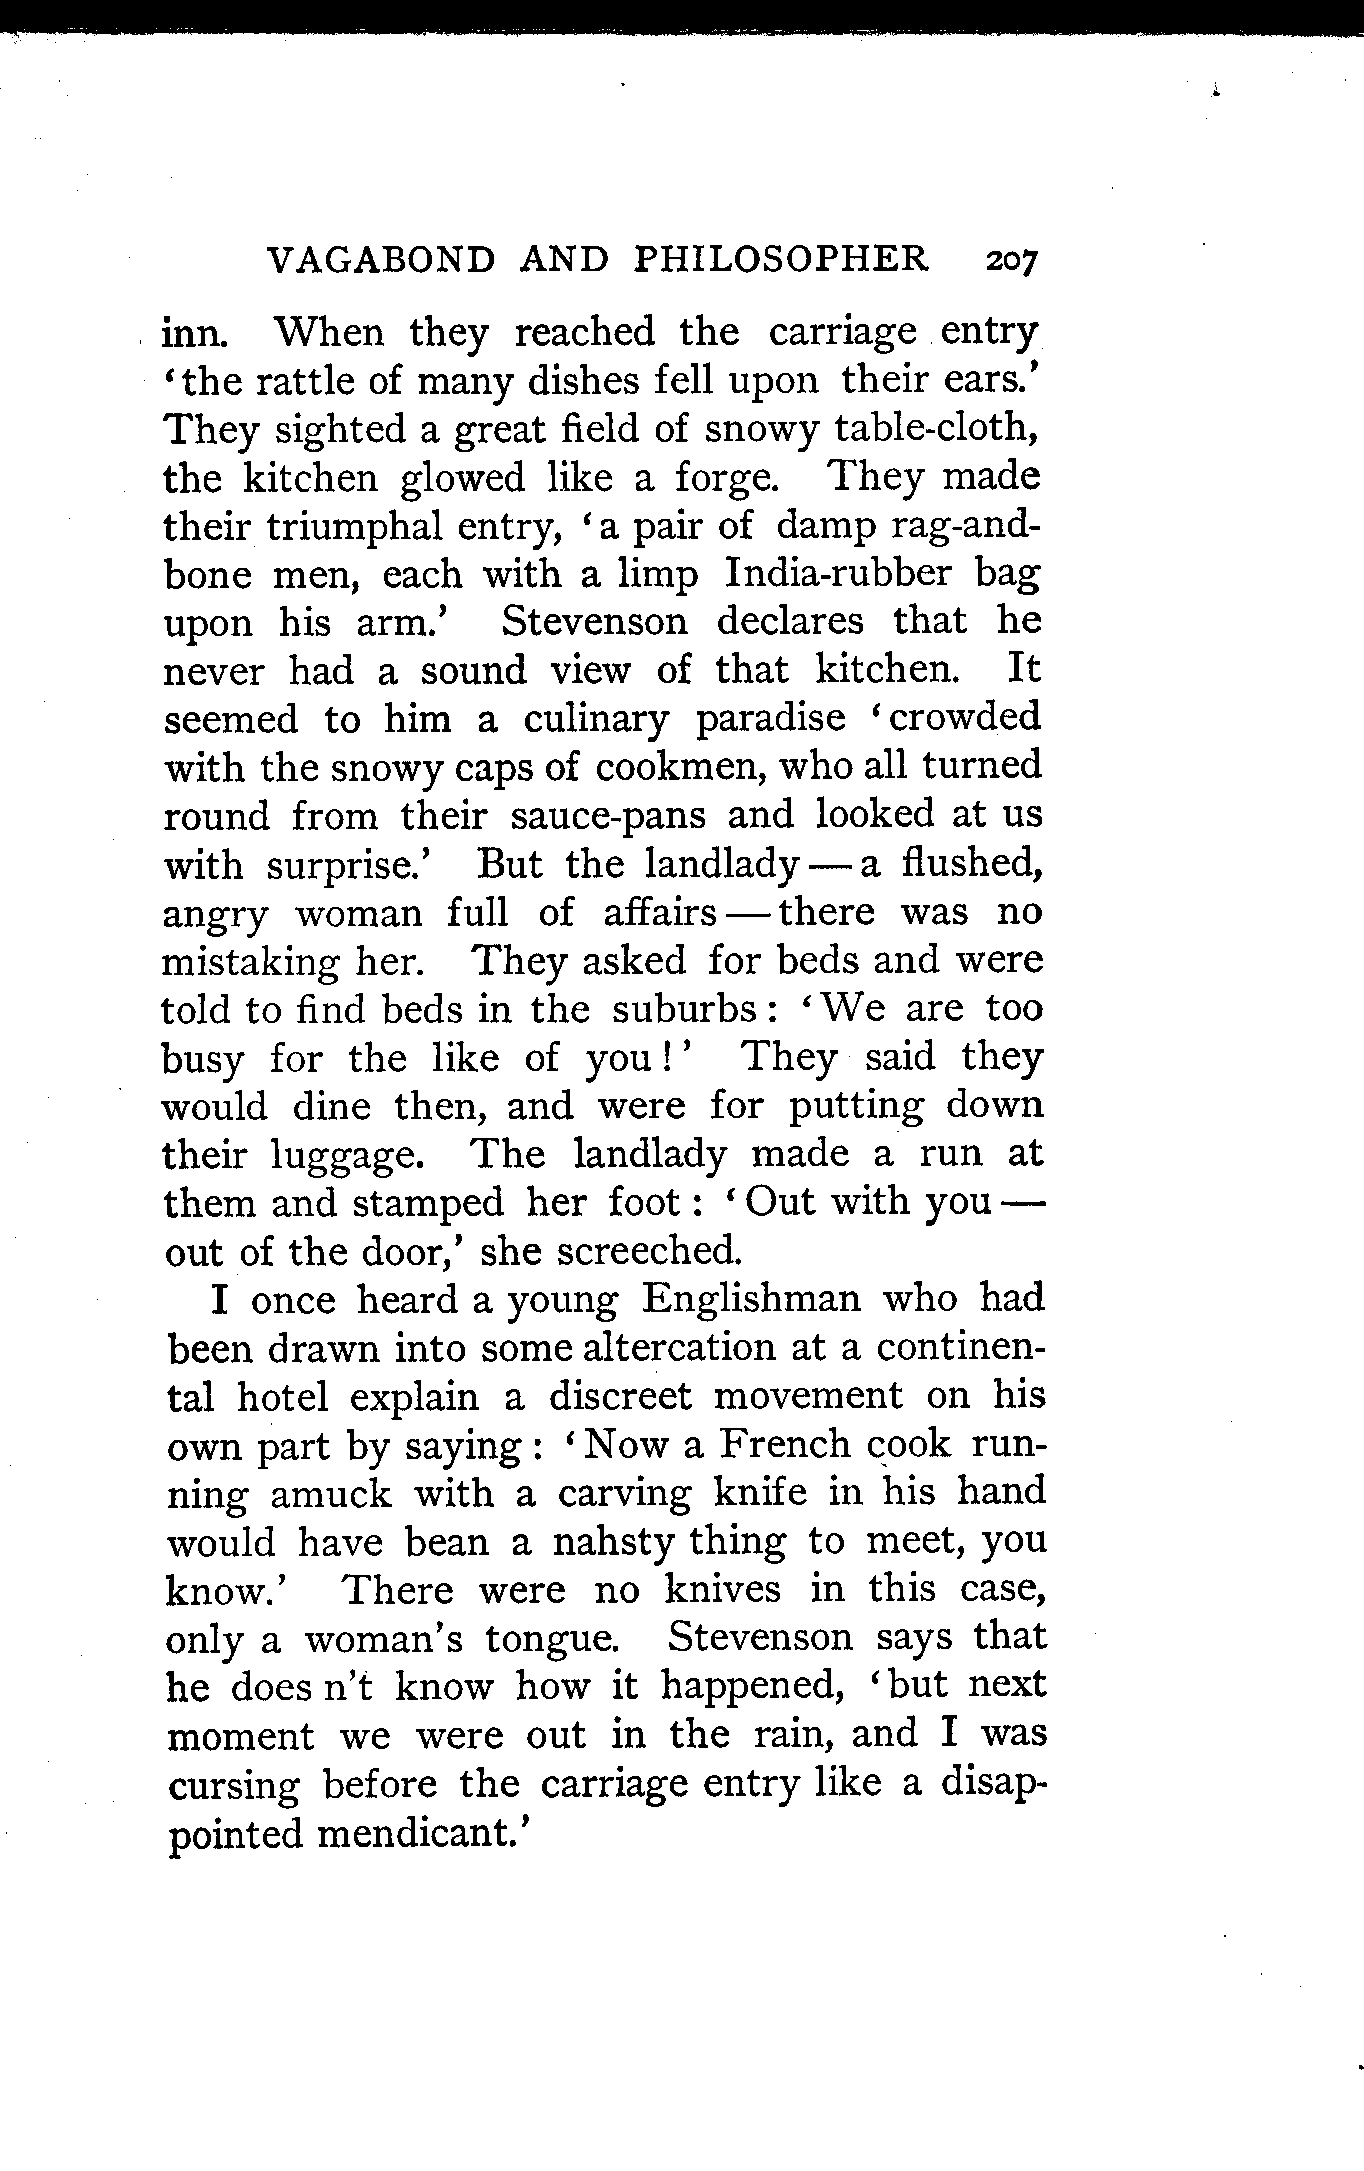 VAGABOND AND PHILOSOPHER 207
inn. When they reached the carriage entry
‘the rattle of many dishes fell upon their ears.’
They sighted a great field of snowy table-cloth,
the kitchen glowed like a forge. They made
their triumphal entry, ‘a pair of damp rag-and-
bone men, each with a limp India-rubber bag
upon his arm.’ Stevenson declares that he
never had a sound view of that kitchen. It
seemed to him a culinary paradise ‘crowded
with the snowy caps of cookmen, who all turned
round from their sauce-pans and looked at us
with surprise.’ But the landlady — a flushed,
angry woman full of affairs — there was no
mistaking her. They asked for beds and were
told to find beds in the suburbs: ‘We are too
busy for the like of you!’ They said they
would dine then, and were for putting down
their luggage. The landlady made a run at
them and stamped her foot: ‘Out with you —
out of the door,’ she screeched.
I once heard a young Englishman who had
been drawn into some altercation at a continen-
tal hotel explain a discreet movement on his
own part by saying: ‘Now a French cook run-
ning amuck with a carving knife in his hand
would have bean a nahsty thing to meet, you
know.’ There were no knives in this case,
only a woman's tongue. Stevenson says that
he does n't know how it happened, ‘but next
moment we were out in the rain, and I was
cursing before the carriage entry like a disap-
pointed mendicant.’